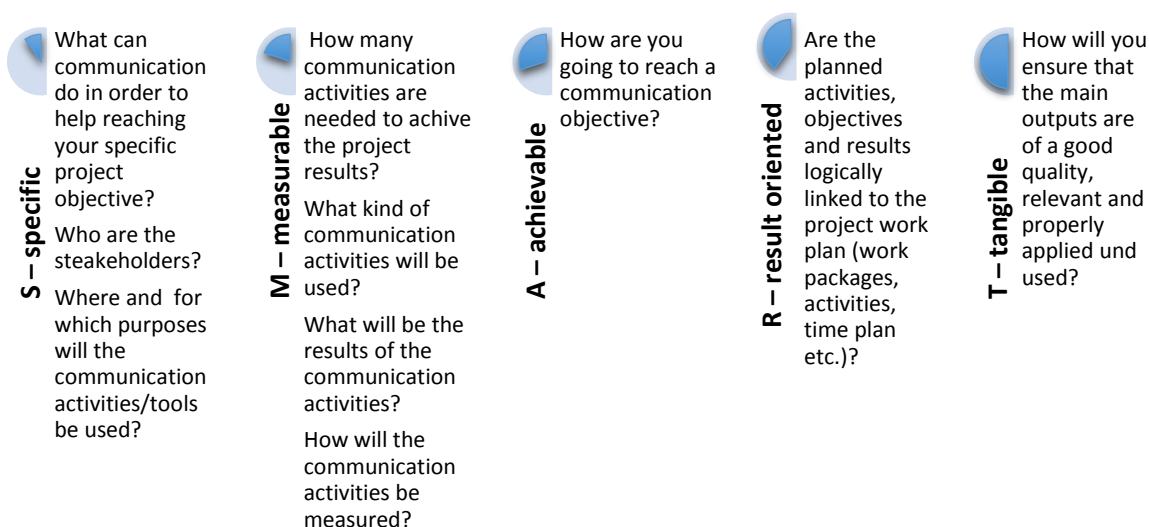 S – specific
What can
communication
do in order to
help reaching
your specific
project
objective?
Who are the
steakeholders?
Where and for
which purposes
will the
communication
activities/tools
be used?
M – measurable
How many
communication
activities are
needed to achive
the project
results?
What kind of
communication
activities will be
used?
What will be the
results of the
communication
activities?
How will the
communication
activities be
measured?
A – achievable
How are you
going to reach a
communication
objective?
R – result oriented
Are the
planned
activities,
objectives
and results
logically
linked to the
project work
plan (work
packages,
activities,
time plan
etc.)?
T – tangible
How will you
ensure that
the main
outputs are
of a good
quality,
relevant and
properly
applied und
used?